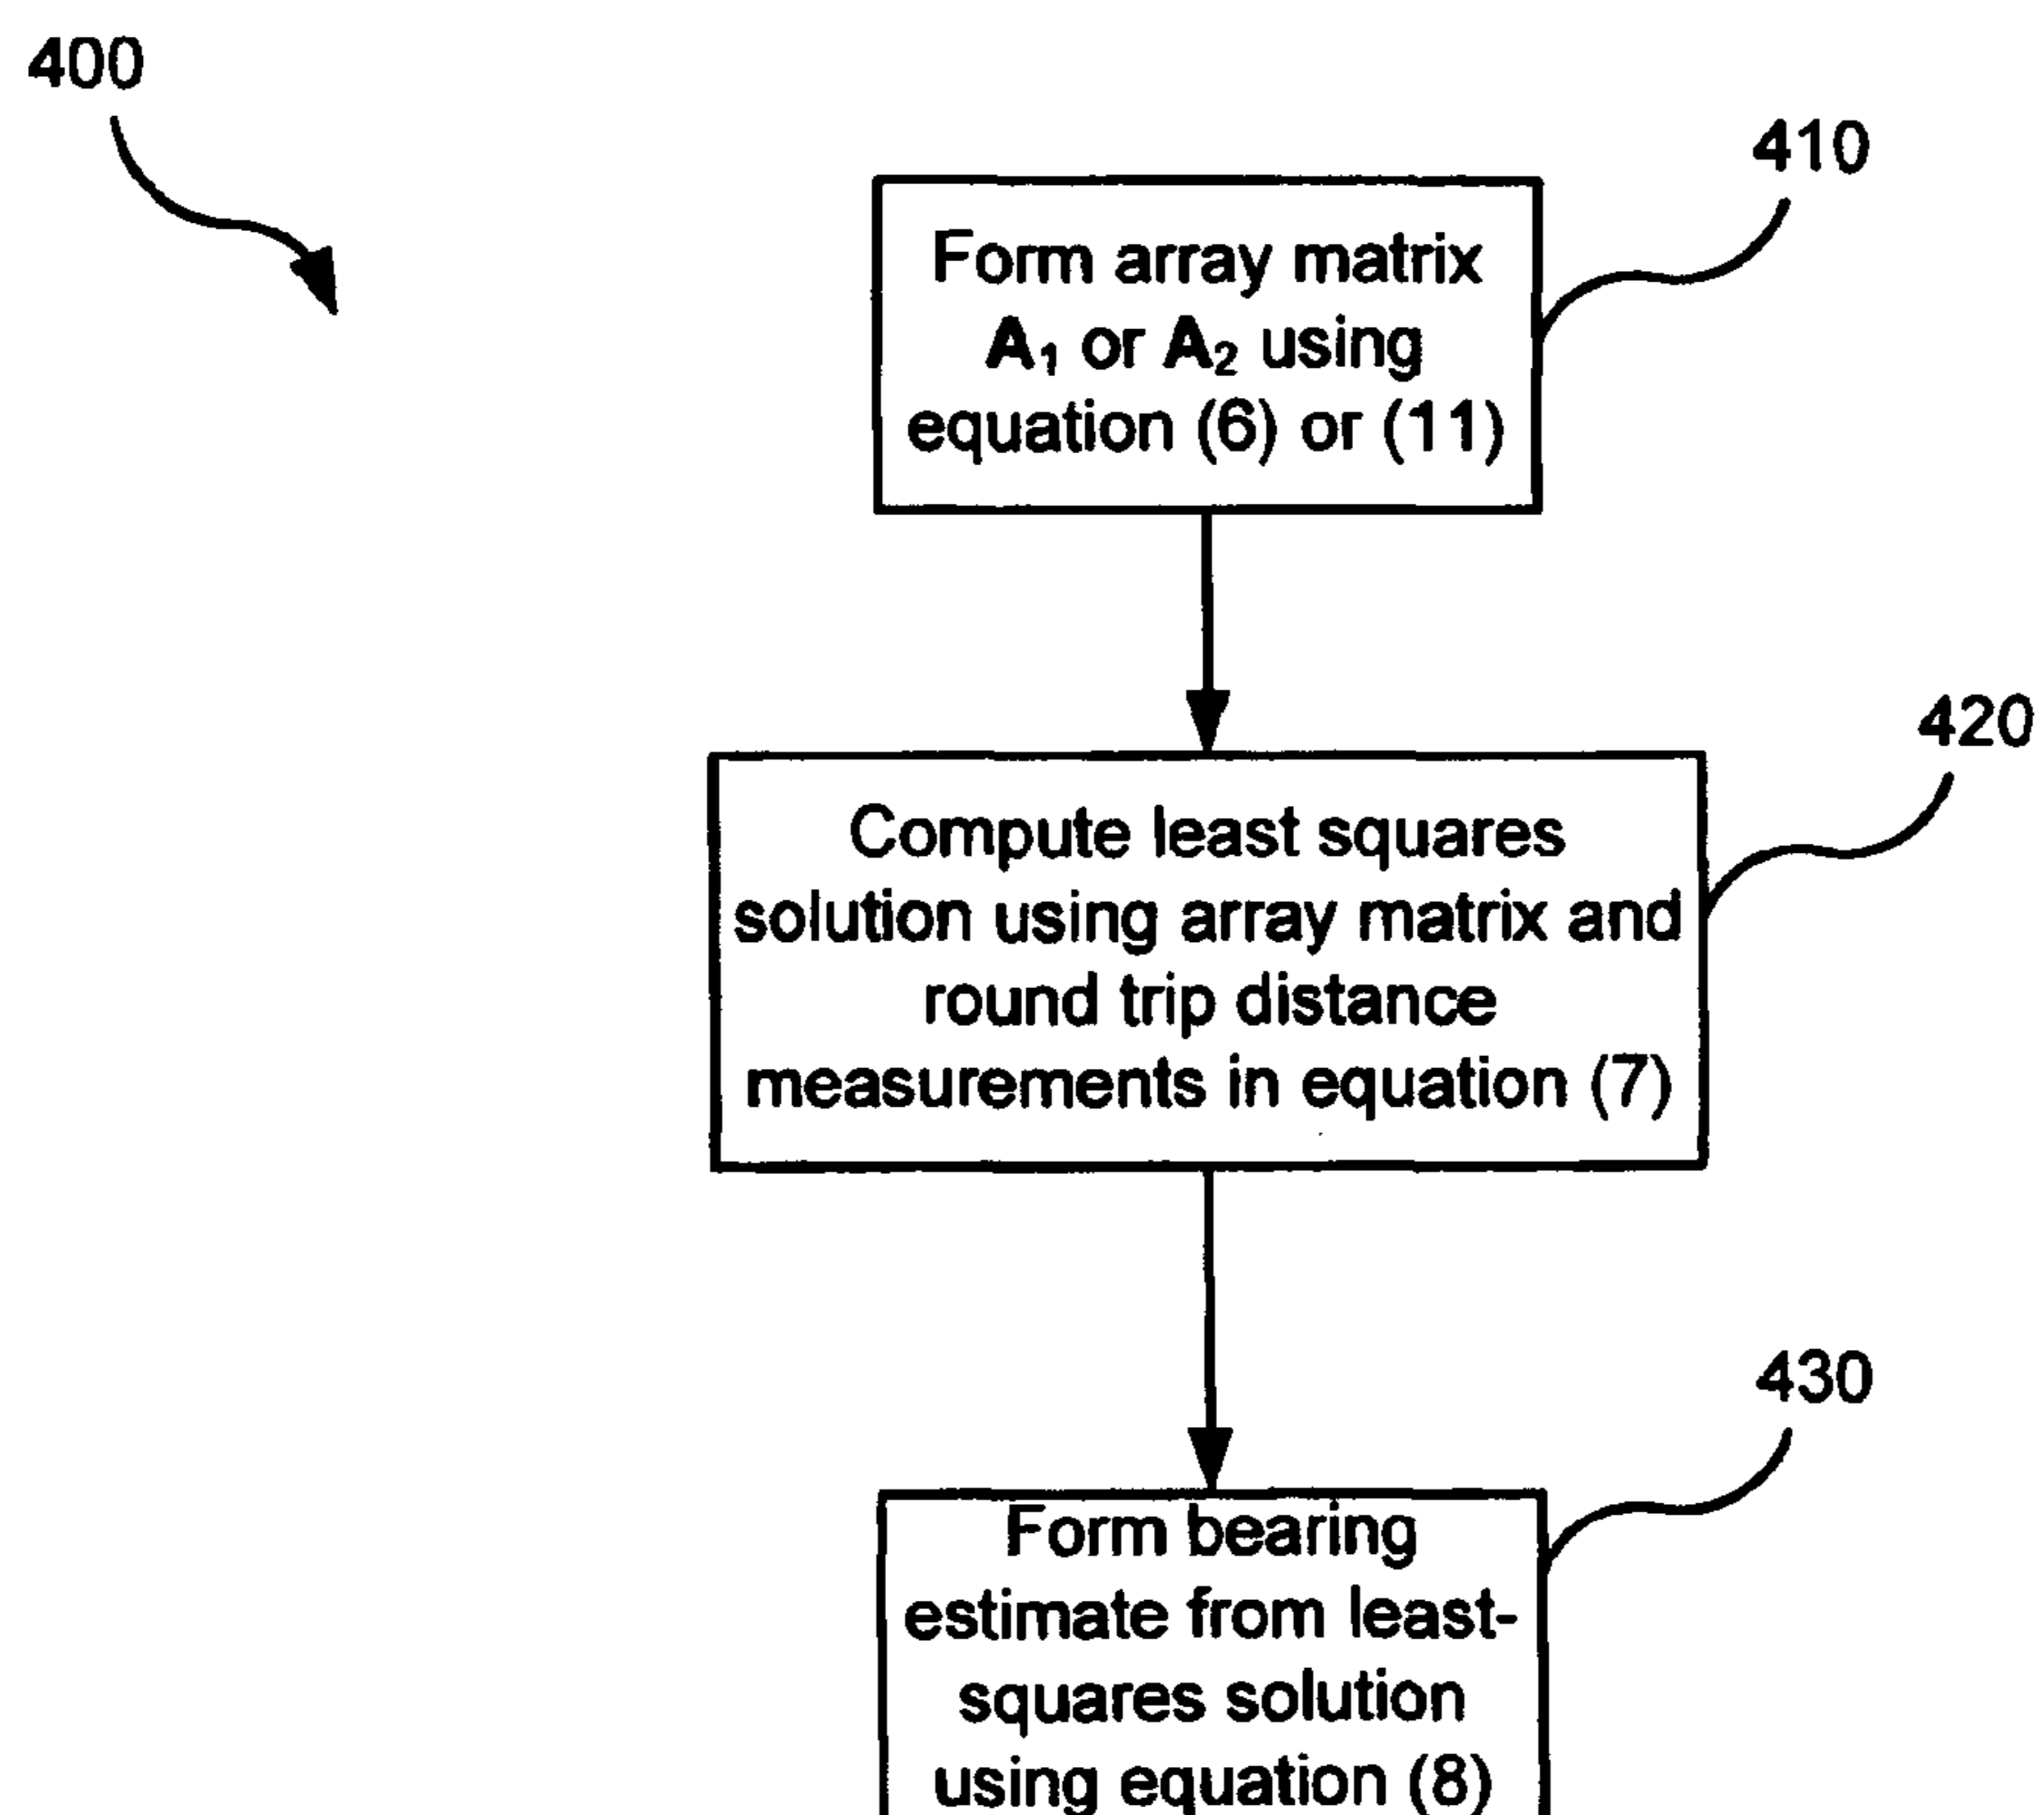 400
410
Form array matrix
A₁ or A₂ using
equation (6) or (11)
420
Compute least squares
solution using array matrix and
round trip distance
measurements in equation (7)
430
Form bearing
estimate from least-
squares solution
using equation (8)